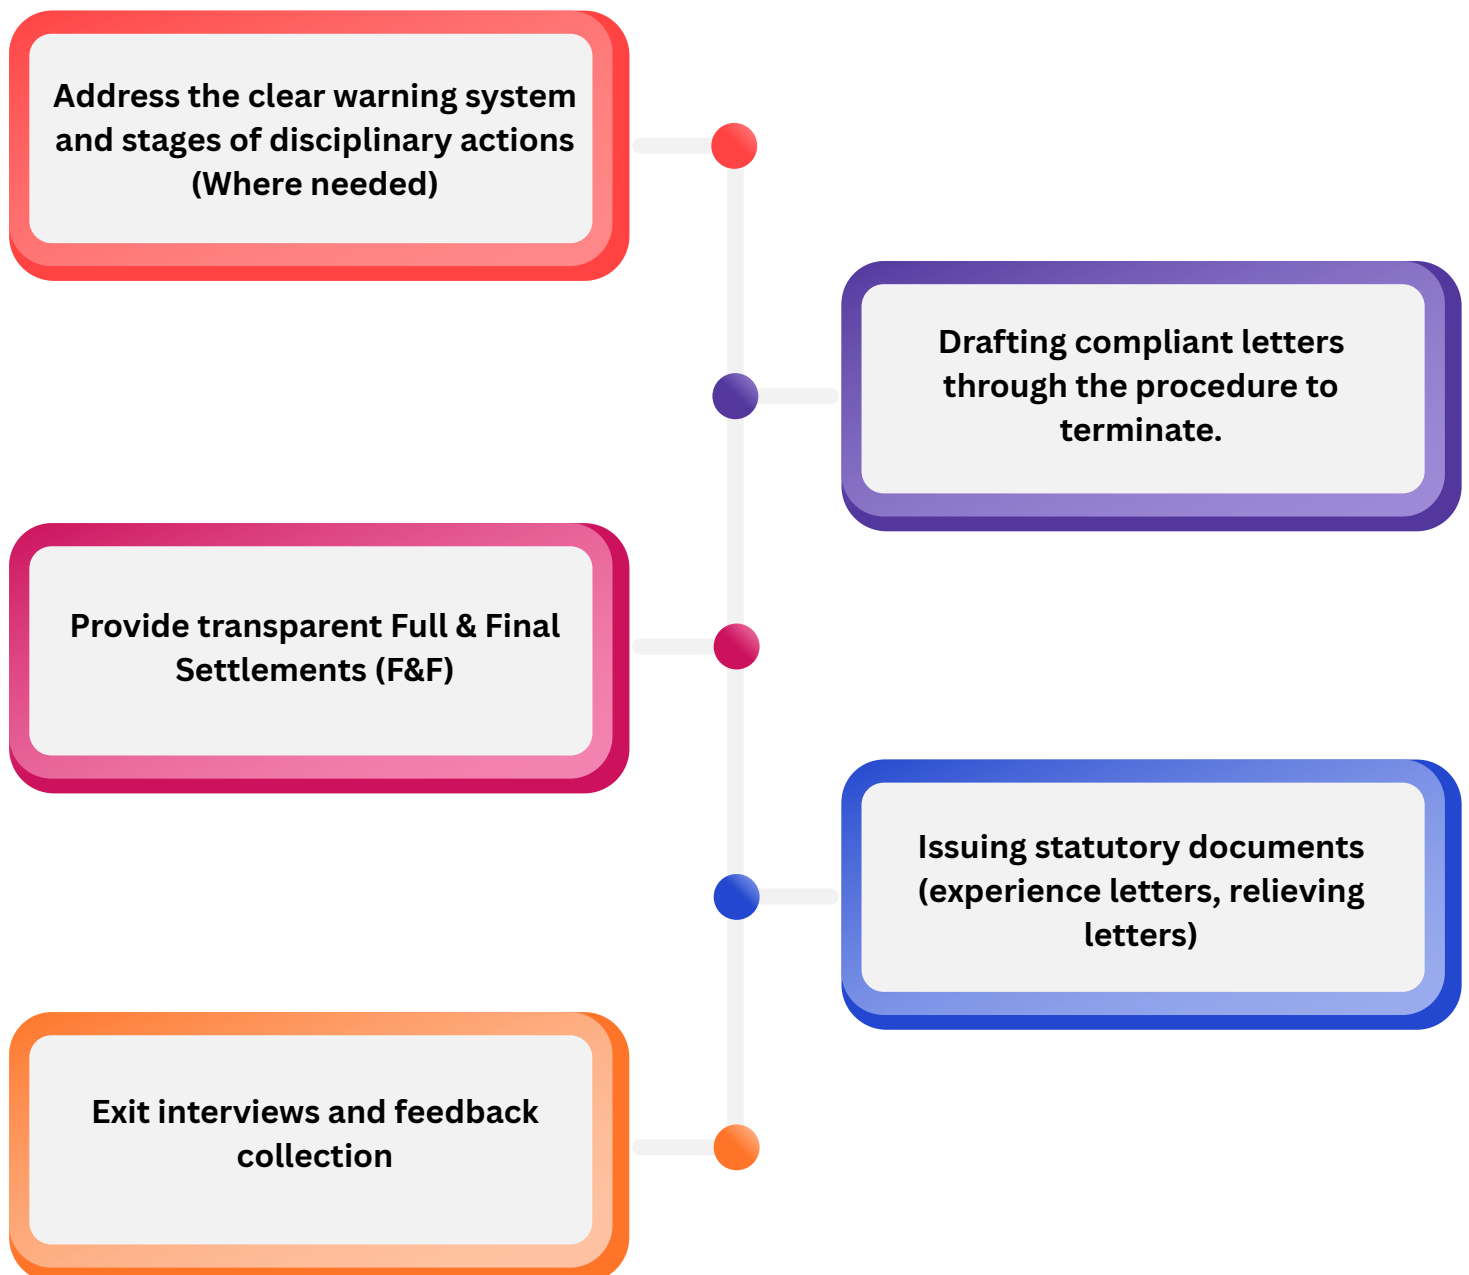 Address the clear warning system
and stages of disciplinary actions
(Where needed)
Drafting compliant letters
through the procedure to
terminate.
Provide transparent Full & Final
Settlements (F&F)
Issuing statutory documents
(experience letters, relieving
letters)
Exit interviews and feedback
collection